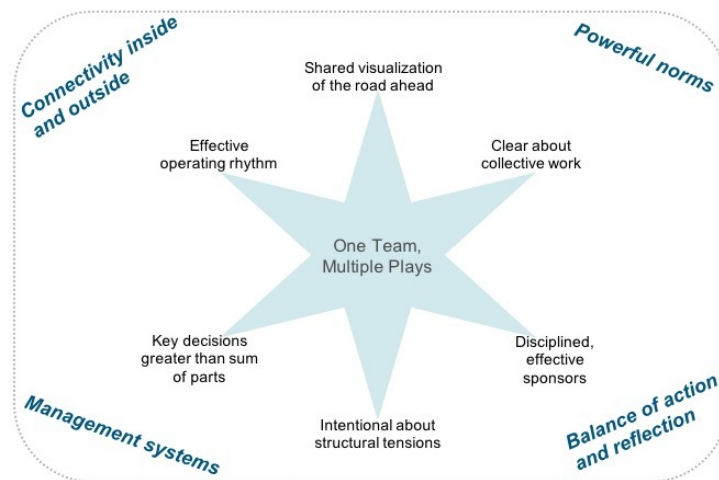 Connectivity inside
and outside
Powerful norms
Shared visualization
of the road ahead
Effective
operating rhythm
Clear about
collective work
One Team,
Multiple Plays
Key decisions
greater than sum
of parts
Disciplined,
effective
sponsors
Intentional about
structural tensions
Management systems
Balance of action
and reflection